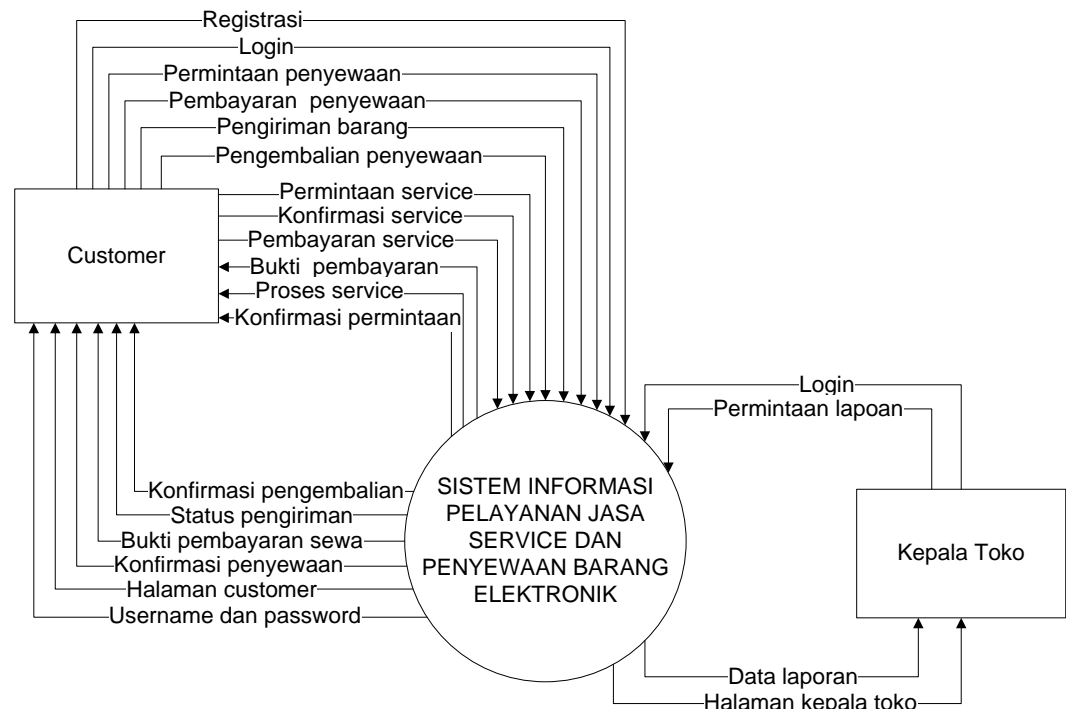 Registrasi
Login
Permintaan penyewaan
Pembayaran penyewaan
Pengiriman barang
Pengembalian penyewaan
Permintaan service
Konfirmasi service
Pembayaran service
Bukti pembayaran
Proses service
Konfirmasi permintaan
Customer
Login
Permintaan lapoan
SISTEM INFORMASI
PELAYANAN JASA
SERVICE DAN
PENYEWAAN BARANG
ELEKTRONIK
Kepala Toko
Konfirmasi pengembalian
Status pengiriman
Bukti pembayaran sewa
Konfirmasi penyewaan
Halaman customer
Username dan password
Data laporan
Halaman kepala toko